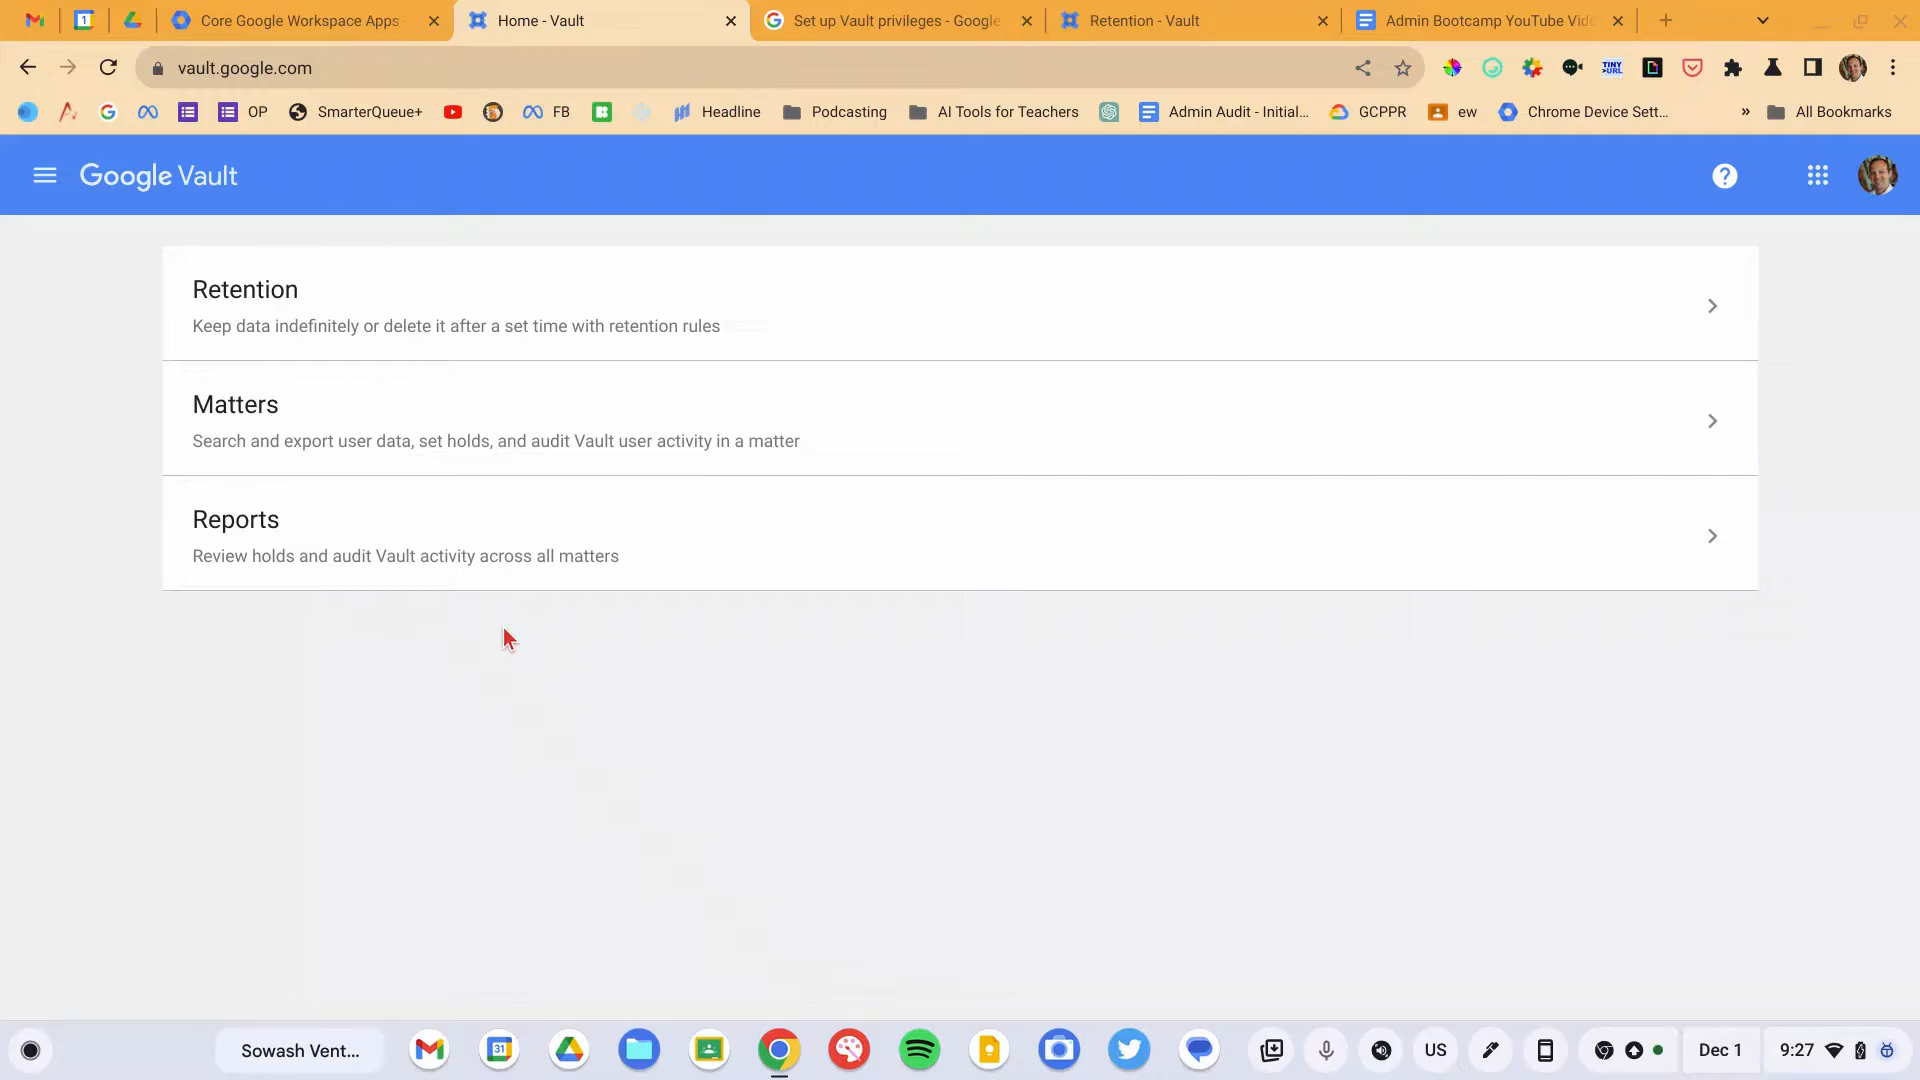 Core Google Workspace Apps -
Home - Vault
Set up Vault privileges - Google
Retention - Vault
Admin Bootcamp YouTube Vid
vault.google.com
TINY
URL
OP
SmarterQueue+
FB
Headline
Podcasting
AI Tools for Teachers
Admin Audit - Initial...
GCPPR
ew
Chrome Device Sett...
»
All Bookmarks
Google Vault
Retention
Keep data indefinitely or delete it after a set time with retention rules
Matters
Search and export user data, set holds, and audit Vault user activity in a matter
Reports
Review holds and audit Vault activity across all matters
Sowash Vent...
31
US
Dec 1
9:27